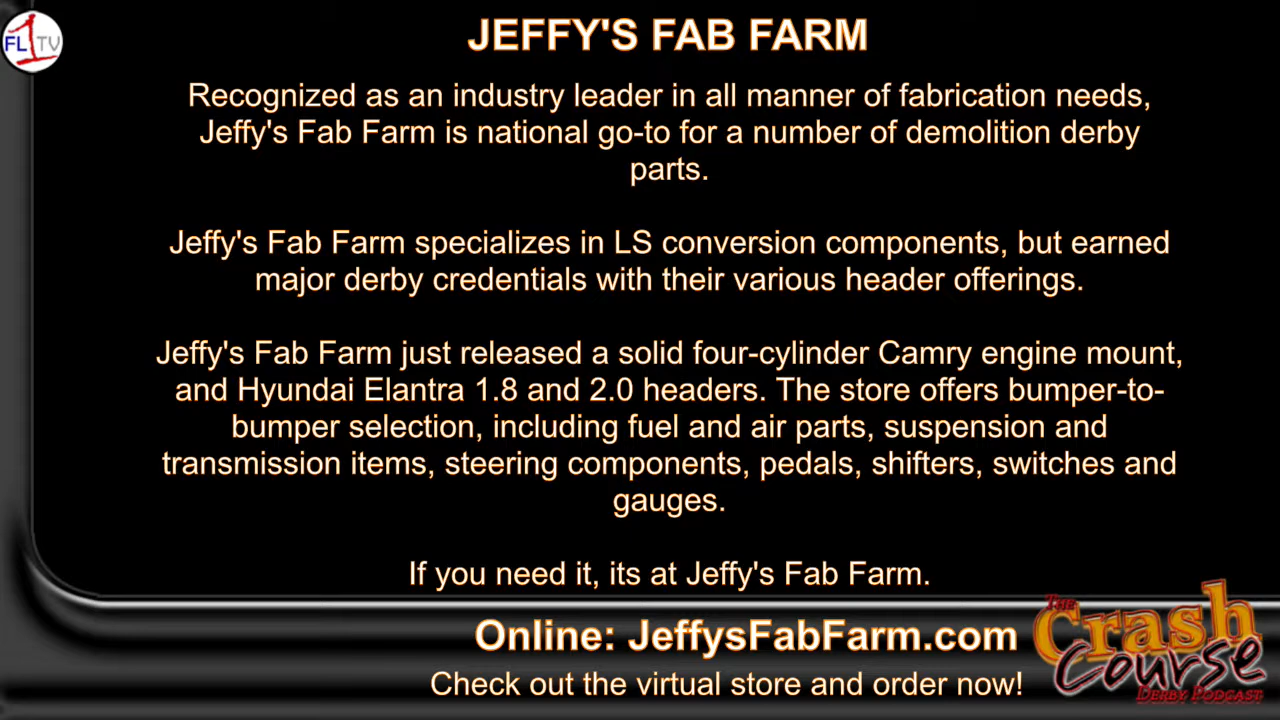 FL1TV
JEFFY'S FAB FARM
Recognized as an industry leader in all manner of fabrication needs,
Jeffy's Fab Farm is national go-to for a number of demolition derby
parts.
Jeffy's Fab Farm specializes in LS conversion components, but earned
major derby credentials with their various header offerings.
Jeffy's Fab Farm just released a solid four-cylinder Camry engine mount,
and Hyundai Elantra 1.8 and 2.0 headers. The store offers bumper-to-
bumper selection, including fuel and air parts, suspension and
transmission items, steering components, pedals, shifters, switches and
gauges.
If you need it, its at Jeffy's Fab Farm.
Online: JeffysFabFarm.com
Check out the virtual store and order now!
THE
Crash
Course
DERBY PODCAST